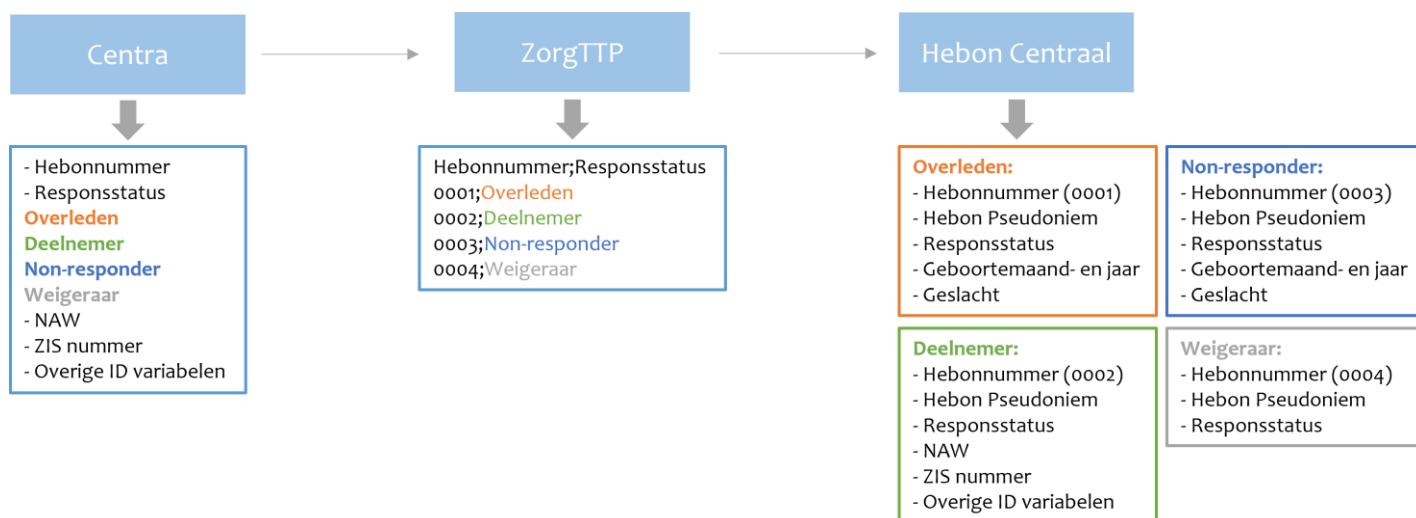 Centra
ZorgTTP
Hebon Centraal
- Hebonnummer
- Responsstatus
Overleden
Deelnemer
Non-responder
Weigeraar
- NAW
- ZIS nummer
- Overige ID variabelen
Hebonnummer;Responsstatus
0001;Overleden
0002;Deelnemer
0003;Non-responder
0004;Weigeraar
Overleden:
- Hebonnummer (0001)
- Hebon Pseudoniem
- Responsstatus
- Geboortemaand- en jaar
- Geslacht
Non-responder:
- Hebonnummer (0003)
- Hebon Pseudoniem
- Responsstatus
- Geboortemaand- en jaar
- Geslacht
Deelnemer:
- Hebonnummer (0002)
- Hebon Pseudoniem
- Responsstatus
- NAW
- ZIS nummer
- Overige ID variabelen
Weigeraar:
- Hebonnummer (0004)
- Hebon Pseudoniem
- Responsstatus